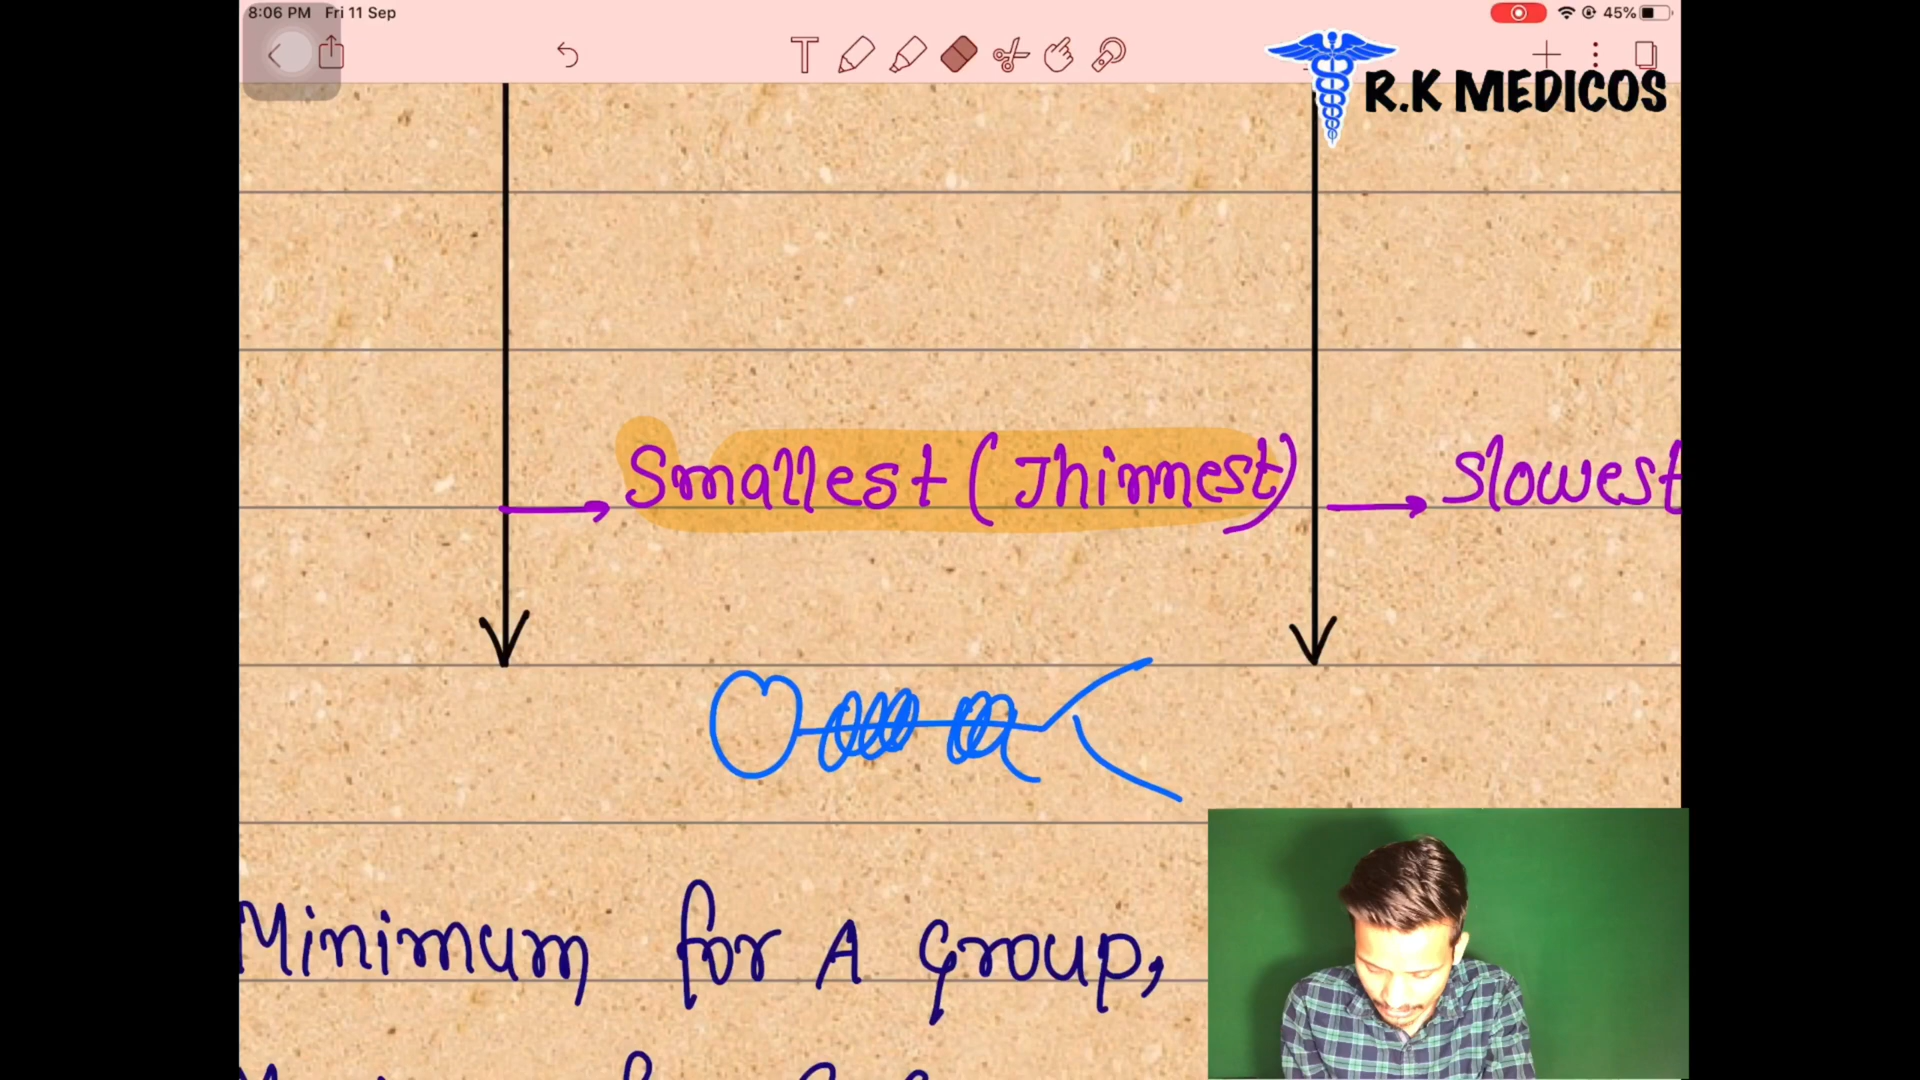 8:06 PM Fri 11 Sep 45%
R.K MEDICOS
Smallest (Thinnest) Slowest
Minimum for A Group,